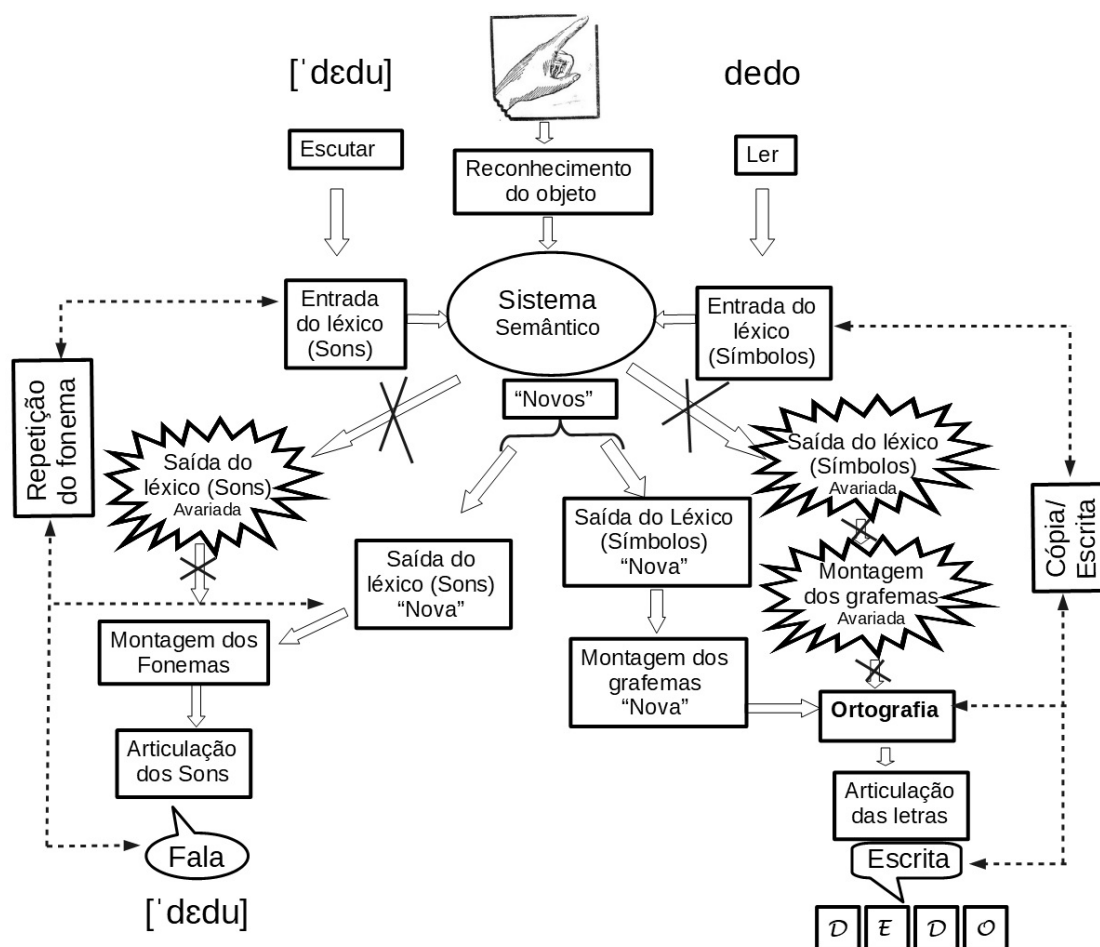 [ˈdɛdu]
dedo
Escutar
Reconhecimento
do objeto
Ler
Entrada
do léxico
(Sons)
Sistema
Semântico
Entrada do
léxico
(Símbolos)
Repetição
do fonema
"Novos"
Saída do
léxico (Sons)
Avariada
Saída do léxico
(Símbolos)
Avariada
Cópia/
Escrita
Saída do Léxico
(Símbolos)
"Nova"
Saída do
léxico (Sons)
"Nova"
Montagem
dos grafemas
Avariada
Montagem dos
Fonemas
Montagem dos
grafemas
"Nova"
Ortografia
Articulação
dos Sons
Articulação
das letras
Fala
Escrita
[ˈdɛdu]
D E D O